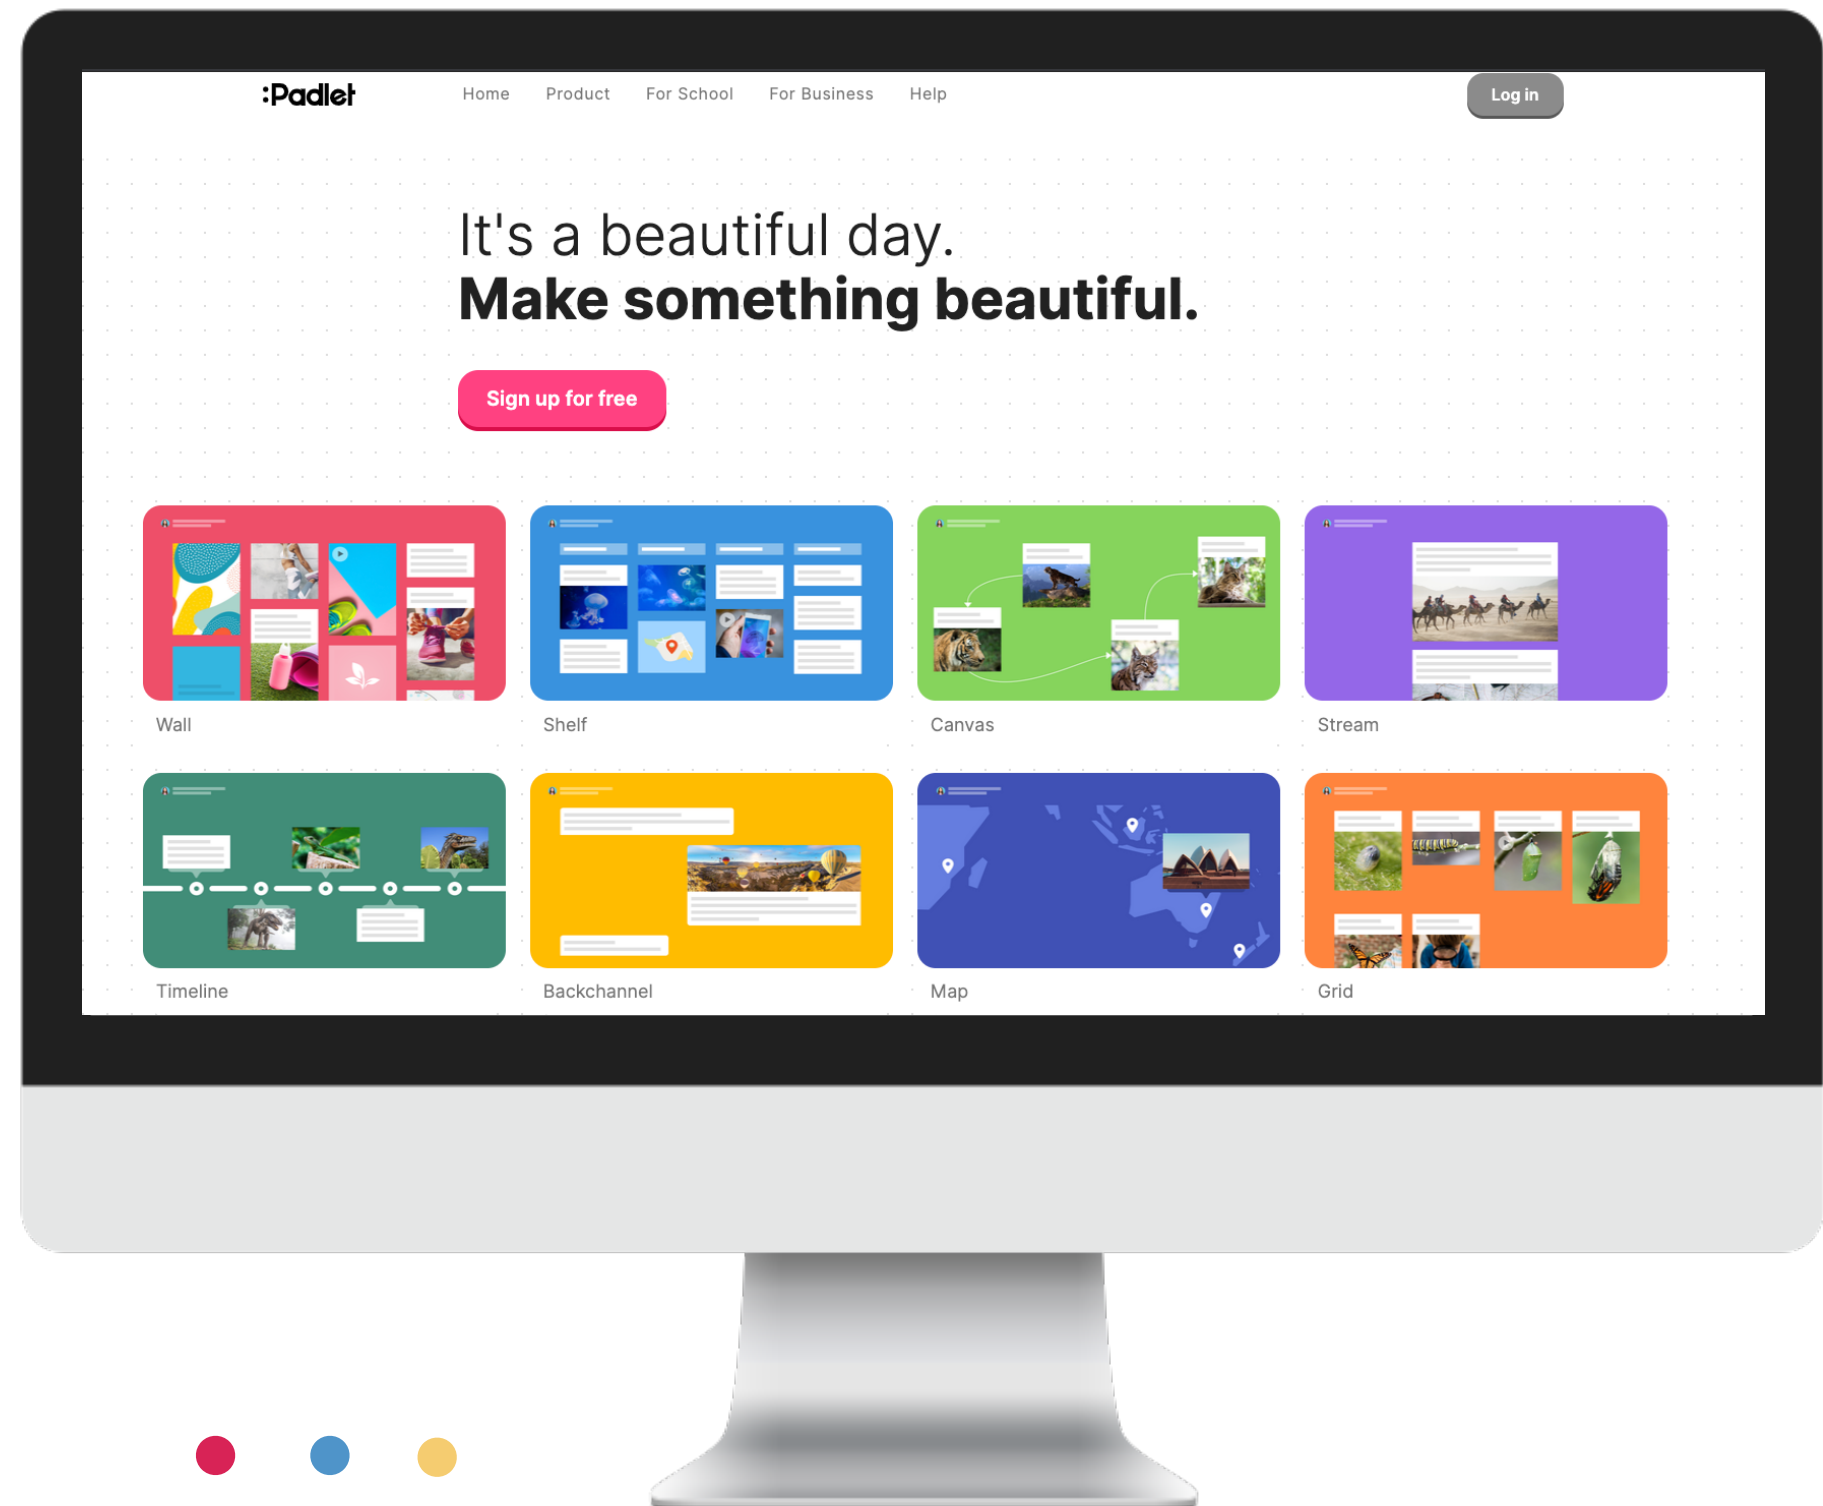 :Padlet
Home Product For School For Business Help
Log in
It's a beautiful day.
Make something beautiful.
Sign up for free
Wall Shelf Canvas Stream
Timeline Backchannel Map Grid